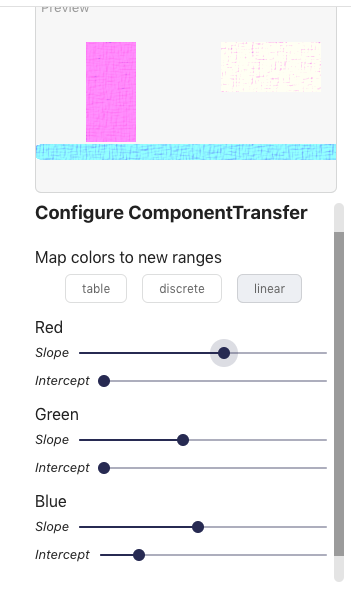 Preview
Configure ComponentTransfer
Map colors to new ranges
table discrete linear
Red
Slope
Intercept
Green
Slope
Intercept
Blue
Slope
Intercept